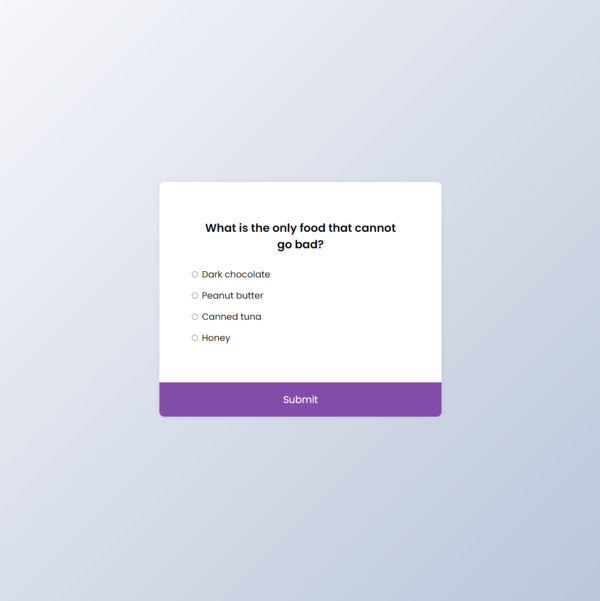 What is the only food that cannot
go bad?
Dark chocolate
Peanut butter
Canned tuna
Honey
Submit